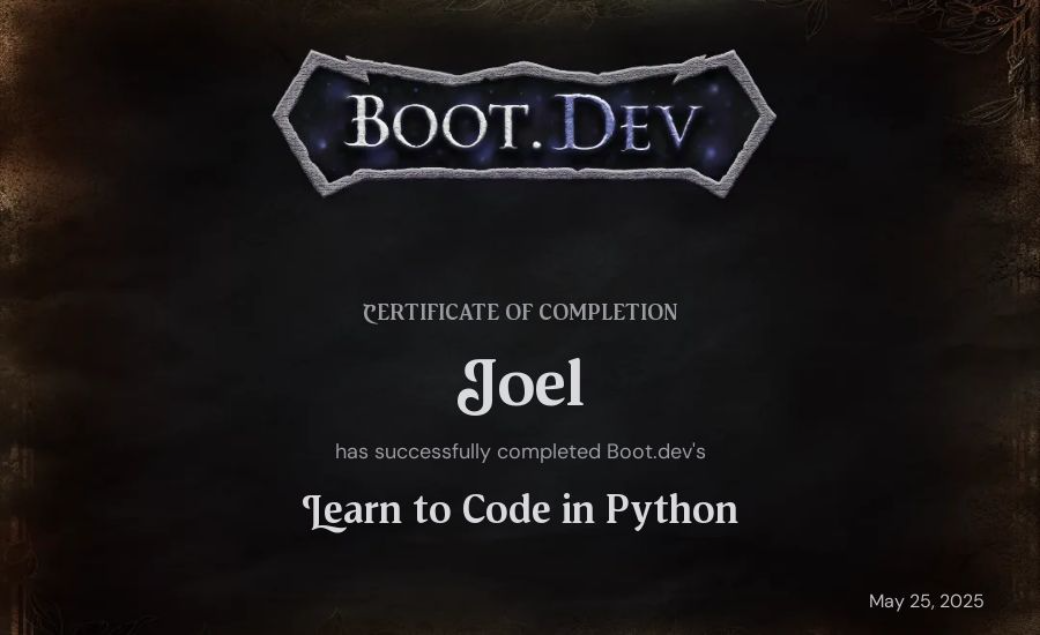 BOOT.DEV
CERTIFICATE OF COMPLETION
Joel
has successfully completed Boot.dev's
Learn to Code in Python
May 25, 2025